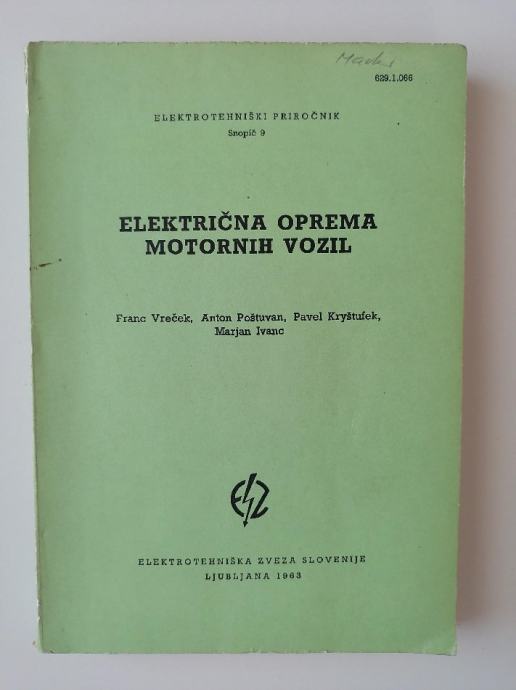 629.1.066
ELEKTROTEHNIŠKI PRIROČNIK
Snopič 9
ELEKTRIČNA OPREMA
MOTORNIH VOZIL
Franc Vreček, Anton Poštuvan, Pavel Kryštufek,
Marjan Ivanc
EZ
ELEKTROTEHNIŠKA ZVEZA SLOVENIJE
LJUBLJANA 1963